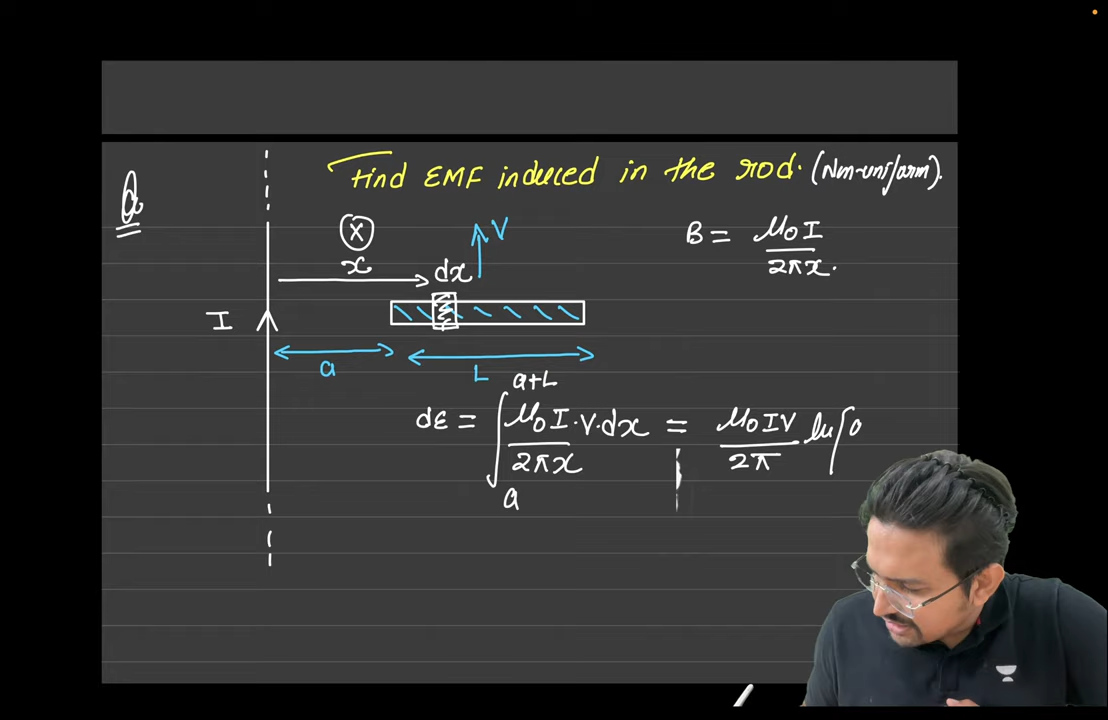 Q
Find EMF induced in the rod. (Non-uniform).
X
V
B = μ₀I / 2πx.
x
dx
I
a
L
dε = ∫ₐ^(a+L) μ₀I / 2πx · V · dx = μ₀IV / 2π ln(a